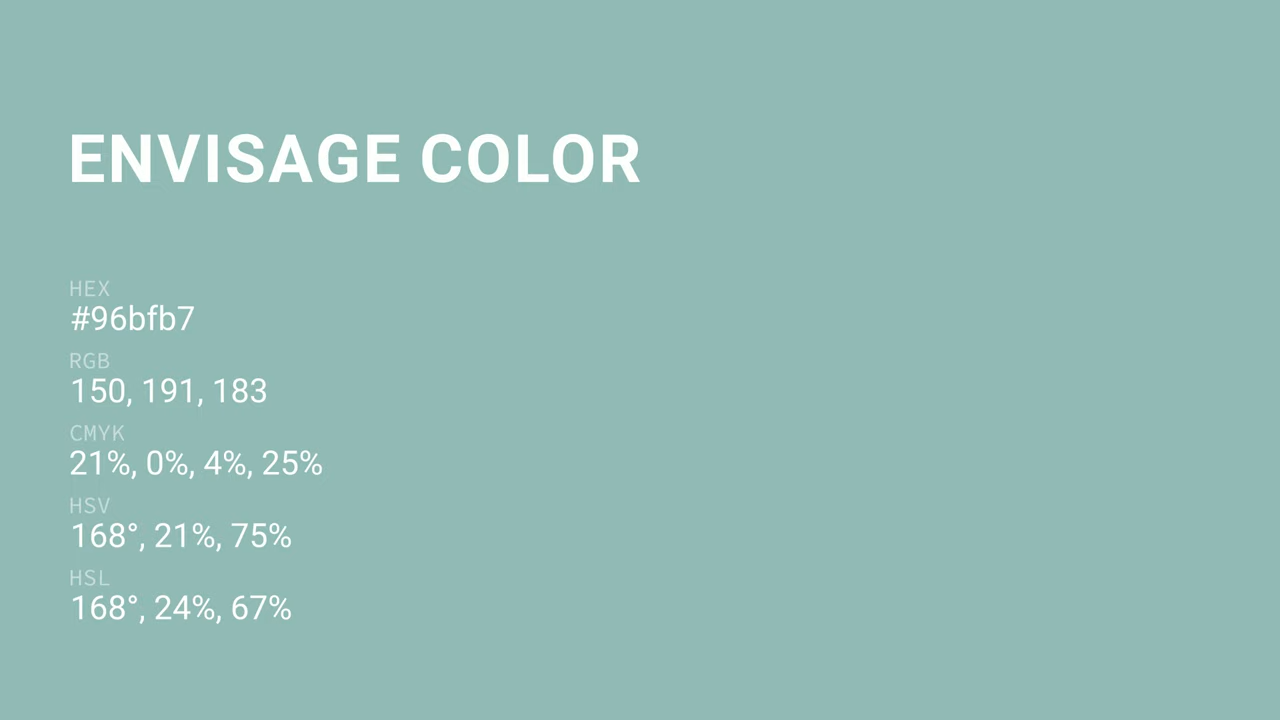 ENVISAGE COLOR
HEX
#96bfb7
RGB
150, 191, 183
CMYK
21%, 0%, 4%, 25%
HSV
168°, 21%, 75%
HSL
168°, 24%, 67%